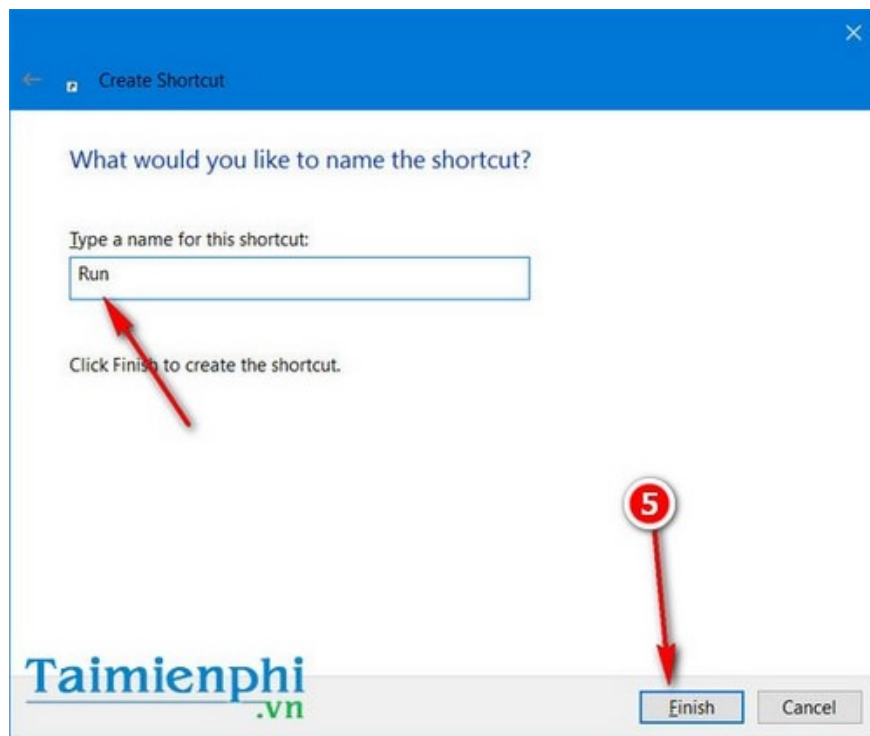 Create Shortcut
What would you like to name the shortcut?
Type a name for this shortcut:
Run
Click Finish to create the shortcut.
5
Taimienphi
.vn
Finish Cancel